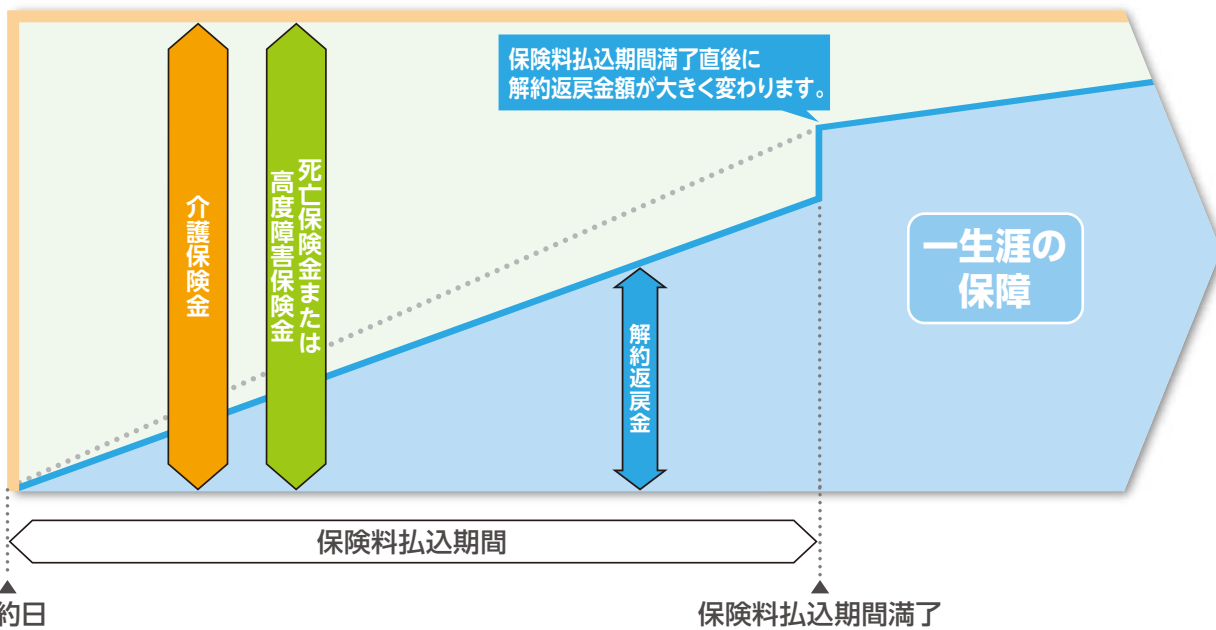 保険料払込期間満了直後に
解約返戻金額が大きく変わります。
介護保険金
死亡保険金または
高度障害保険金
解約返戻金
一生涯の
保障
保険料払込期間
約日
保険料払込期間満了